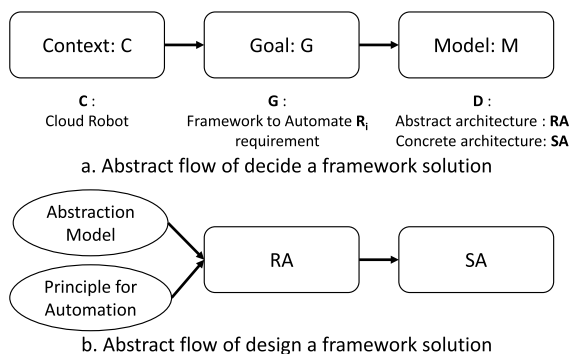 Context: C
Goal: G
Model: M
C :
Cloud Robot
G :
Framework to Automate Ri
requirement
D :
Abstract architecture : RA
Concrete architecture: SA
a. Abstract flow of decide a framework solution
Abstraction
Model
Principle for
Automation
RA
SA
b. Abstract flow of design a framework solution